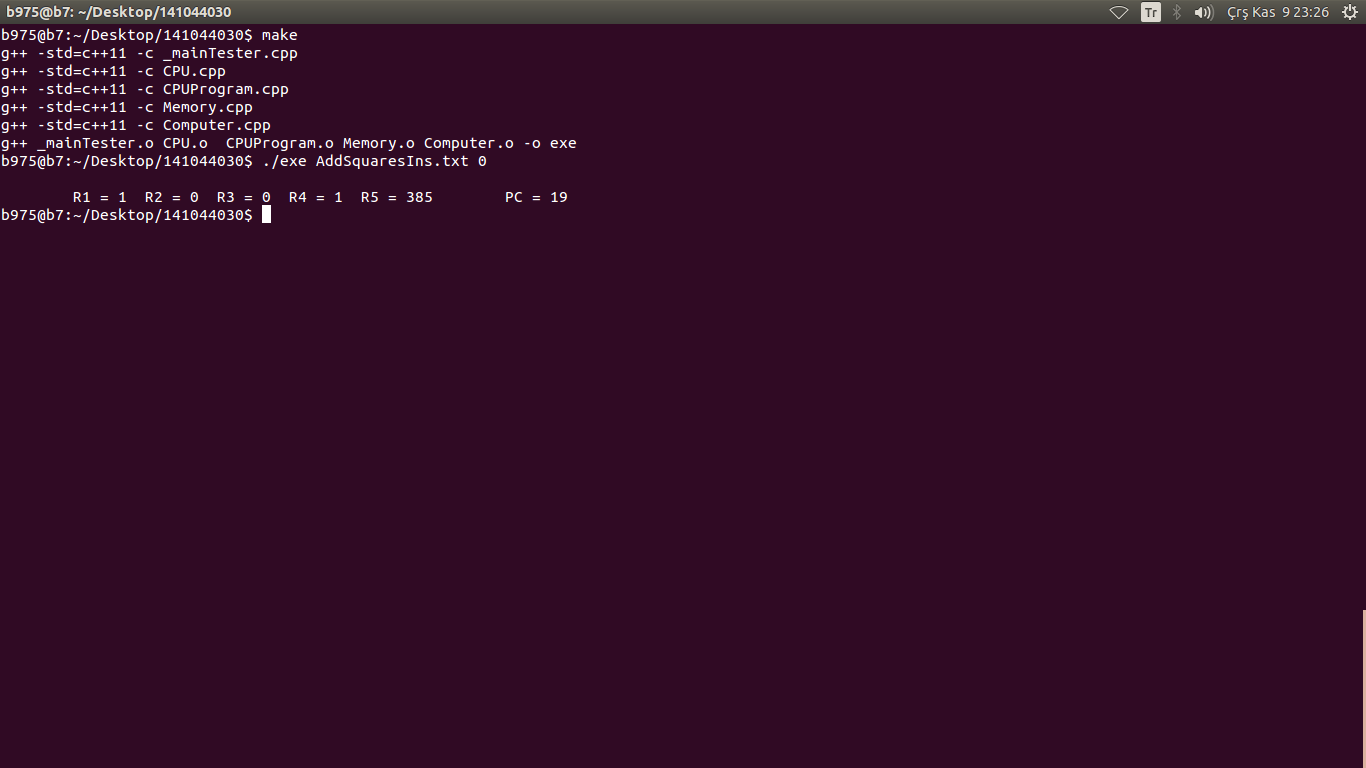 b975@b7: ~/Desktop/141044030 Tr Çrş Kas 9 23:26
b975@b7:~/Desktop/141044030$ make
g++ -std=c++11 -c _mainTester.cpp
g++ -std=c++11 -c CPU.cpp
g++ -std=c++11 -c CPUProgram.cpp
g++ -std=c++11 -c Memory.cpp
g++ -std=c++11 -c Computer.cpp
g++ _mainTester.o CPU.o  CPUProgram.o Memory.o Computer.o -o exe
b975@b7:~/Desktop/141044030$ ./exe AddSquaresIns.txt 0
        R1 = 1  R2 = 0  R3 = 0  R4 = 1  R5 = 385        PC = 19
b975@b7:~/Desktop/141044030$